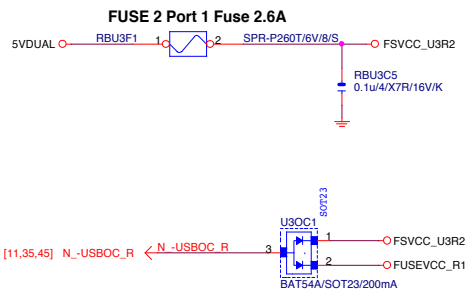 FUSE 2 Port 1 Fuse 2.6A
5VDUAL RBU3F1 1 2 SPR-P260T/6V/8/S FSVCC_U3R2
RBU3C5
0.1u/4/X7R/16V/K
SOT23
U3OC1
1 FSVCC_U3R2
[11,35,45] N_-USBOC_R N_-USBOC_R 3
2 FUSEVCC_R1
BAT54A/SOT23/200mA